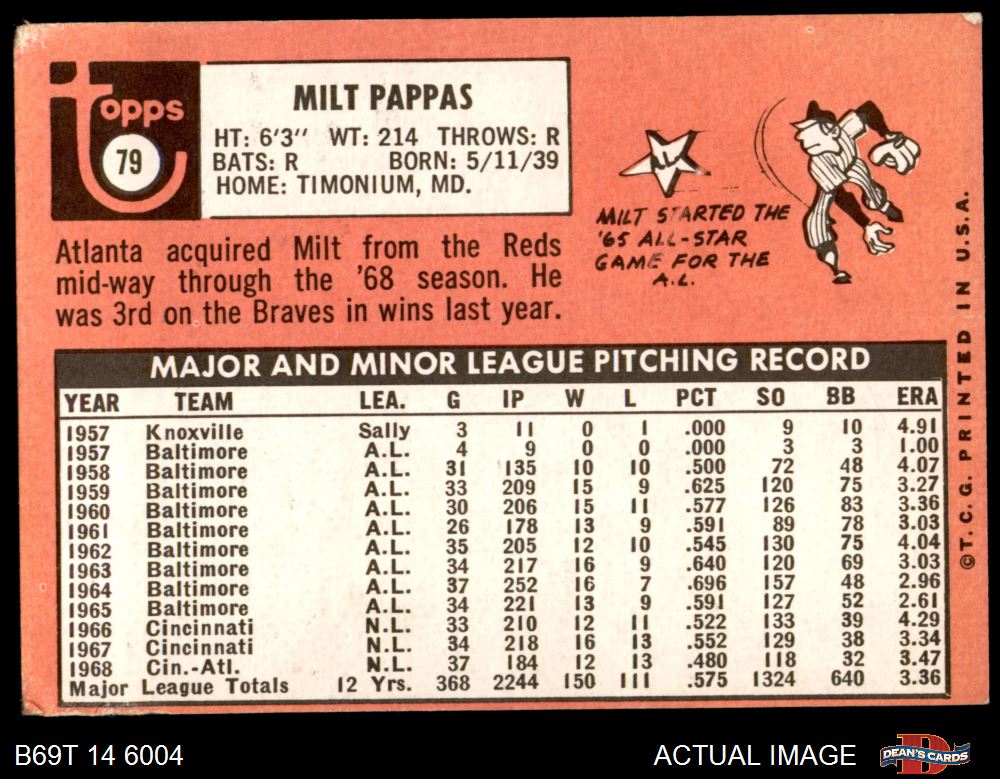 topps
79
MILT PAPPAS
HT: 6'3" WT: 214 THROWS: R
BATS: R BORN: 5/11/39
HOME: TIMONIUM, MD.
Atlanta acquired Milt from the Reds
mid-way through the '68 season. He
was 3rd on the Braves in wins last year.
AL
MILT STARTED THE
'65 ALL-STAR
GAME FOR THE
A.L.
MAJOR AND MINOR LEAGUE PITCHING RECORD
YEAR TEAM LEA. G IP W L PCT SO BB ERA
1957 Knoxville Sally 3 11 0 1 .000 9 10 4.91
1957 Baltimore A.L. 4 9 0 0 .000 3 3 1.00
1958 Baltimore A.L. 31 135 10 10 .500 72 48 4.07
1959 Baltimore A.L. 33 209 15 9 .625 120 75 3.27
1960 Baltimore A.L. 30 206 15 11 .577 126 83 3.36
1961 Baltimore A.L. 26 178 13 9 .591 89 78 3.03
1962 Baltimore A.L. 35 205 12 10 .545 130 75 4.04
1963 Baltimore A.L. 34 217 16 9 .640 120 69 3.03
1964 Baltimore A.L. 37 252 16 7 .696 157 48 2.96
1965 Baltimore A.L. 34 221 13 9 .591 127 52 2.61
1966 Cincinnati N.L. 33 210 12 11 .522 133 39 4.29
1967 Cincinnati N.L. 34 218 16 13 .552 129 38 3.34
1968 Cin.-Atl. N.L. 37 184 12 13 .480 118 32 3.47
Major League Totals 12 Yrs. 368 2244 150 111 .575 1324 640 3.36
©T.C.G. PRINTED IN U.S.A.
B69T 14 6004
ACTUAL IMAGE
DEAN'S CARDS